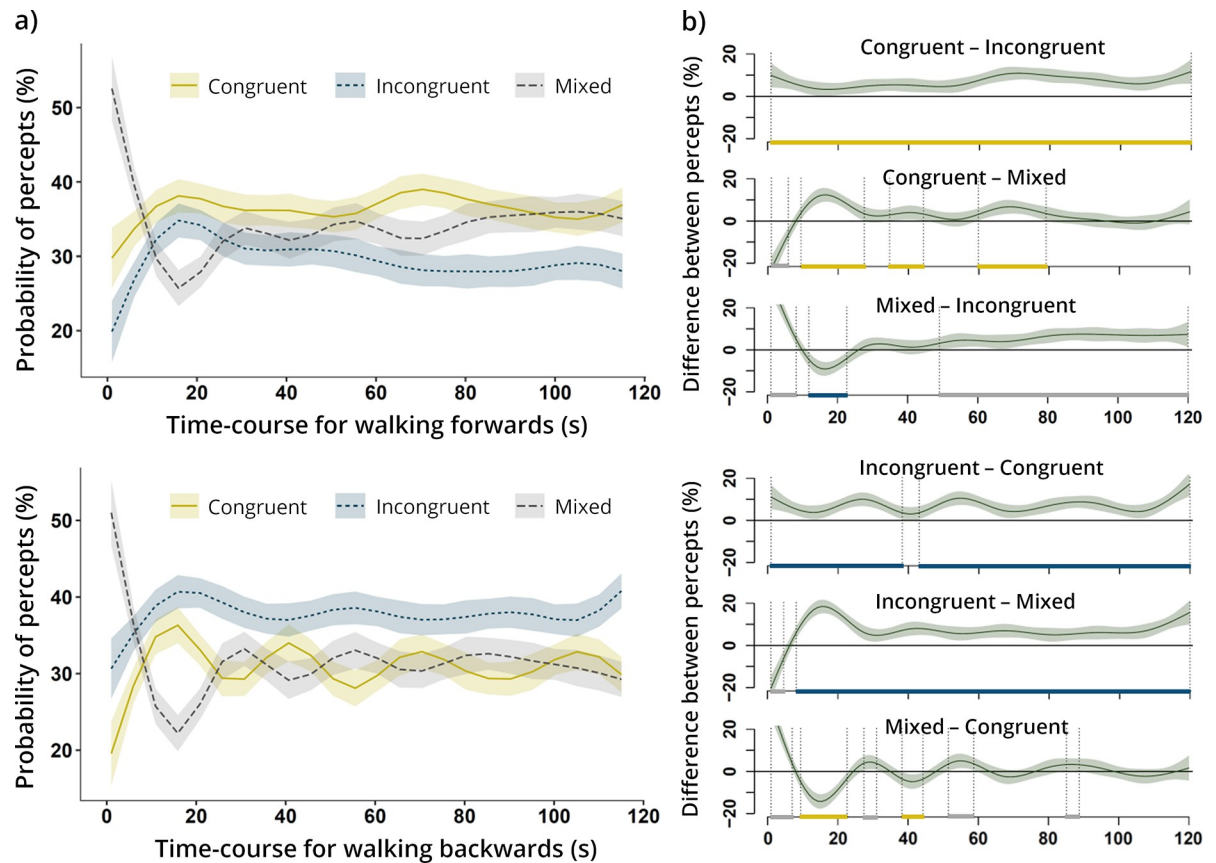 a)
Probability of percepts (%)
Congruent Incongruent Mixed
50
40
30
20
0 20 40 60 80 100 120
Time-course for walking forwards (s)
Probability of percepts (%)
Congruent Incongruent Mixed
50
40
30
20
0 20 40 60 80 100 120
Time-course for walking backwards (s)
b)
Difference between percepts (%)
Congruent – Incongruent
20
0
−20
Congruent – Mixed
20
0
−20
Mixed – Incongruent
20
0
−20
0 20 40 60 80 100 120
Difference between percepts (%)
Incongruent – Congruent
20
0
−20
Incongruent – Mixed
20
0
−20
Mixed – Congruent
20
0
−20
0 20 40 60 80 100 120